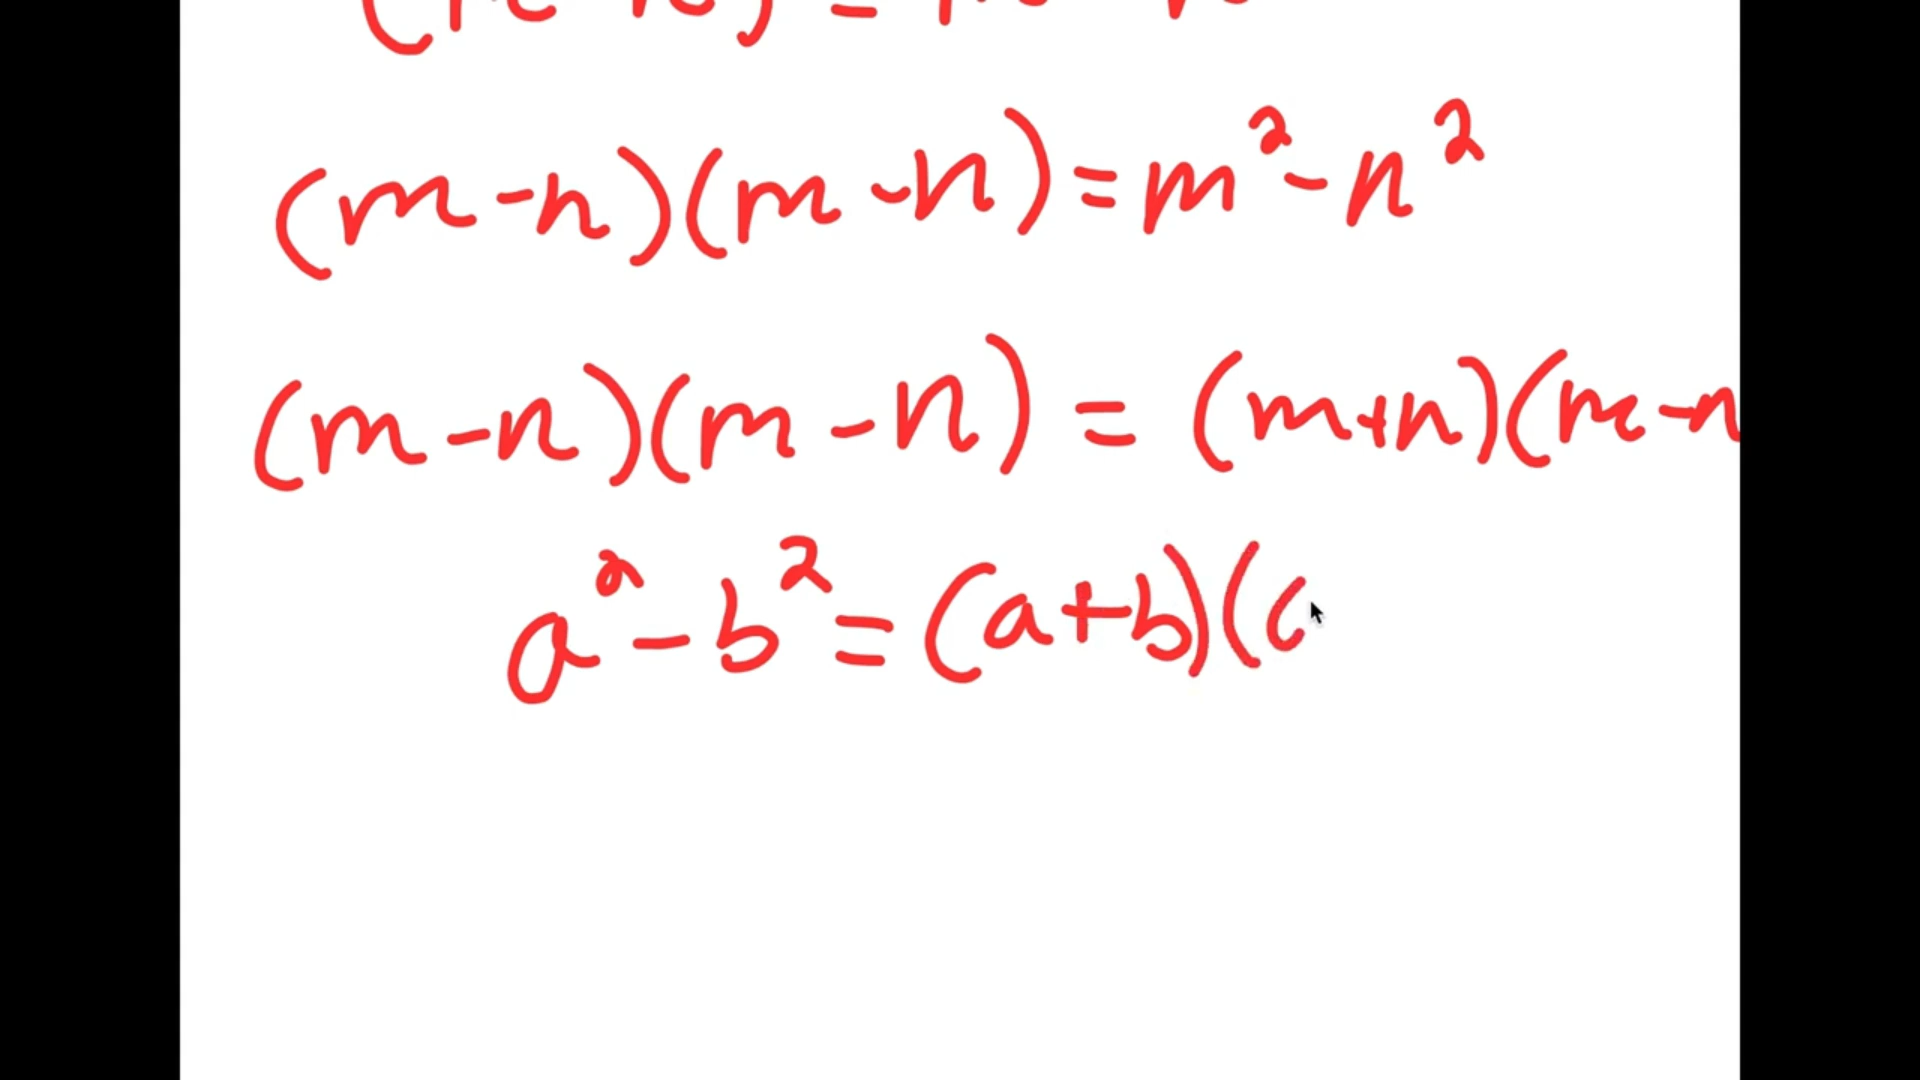 (m-n)(m-n)=m²-n²
(m-n)(m-n) = (m+n)(m-n
a²-b²=(a+b)(